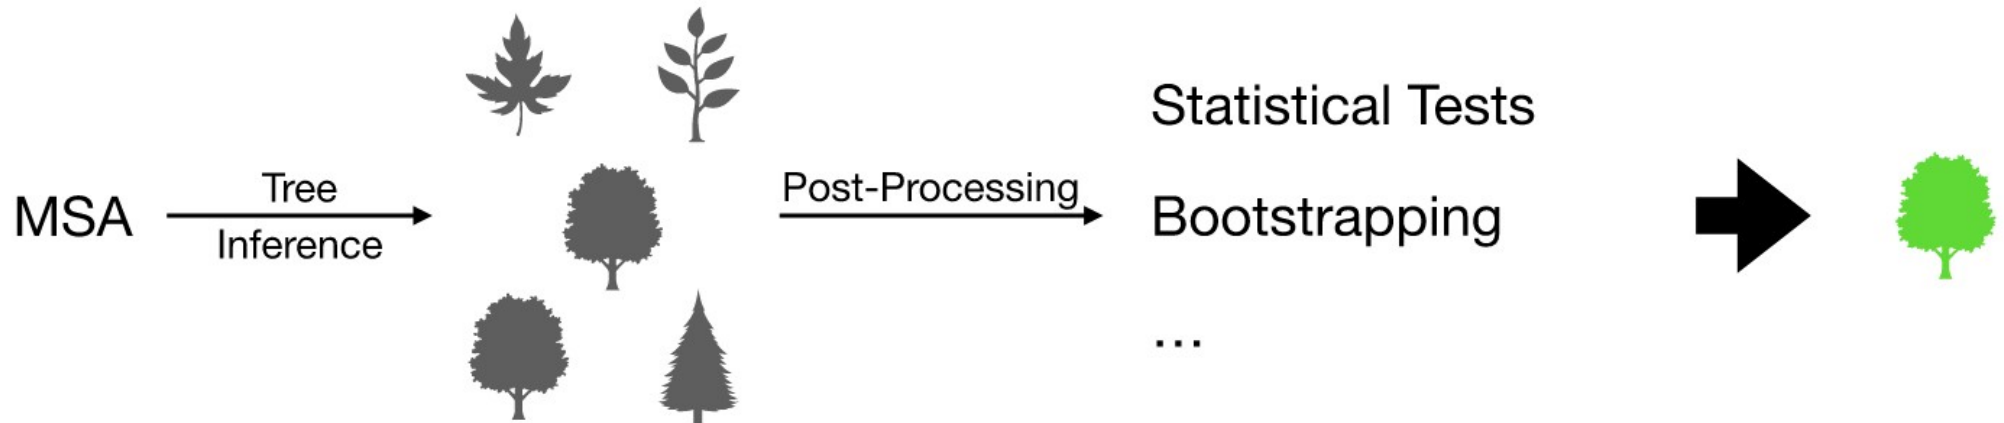 MSA
Tree
Inference
Post-Processing
Statistical Tests
Bootstrapping
...